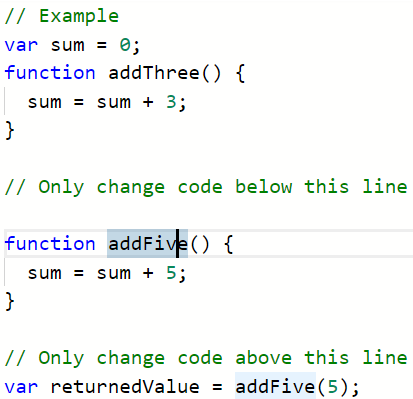 // Example
var sum = 0;
function addThree() {
  sum = sum + 3;
}
// Only change code below this line
function addFive() {
  sum = sum + 5;
}
// Only change code above this line
var returnedValue = addFive(5);